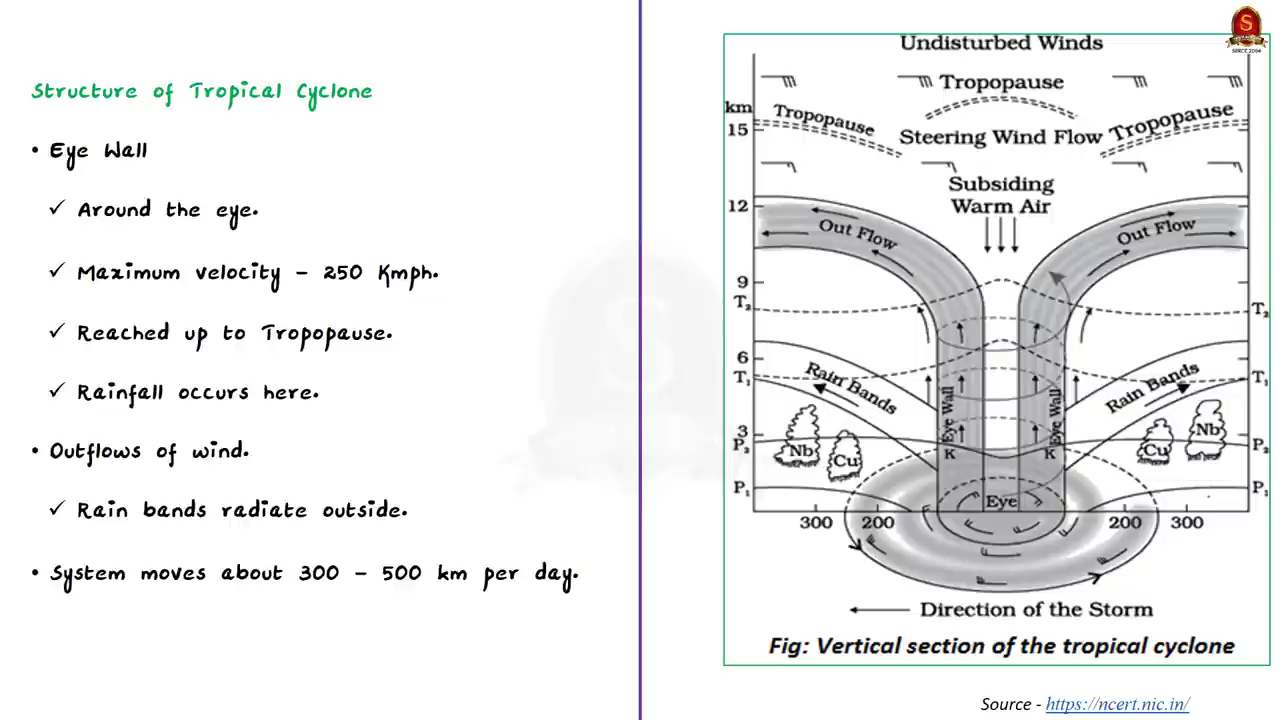 Structure of Tropical Cyclone
• Eye Wall
✓ Around the eye.
✓ Maximum velocity – 250 Kmph.
✓ Reached up to Tropopause.
✓ Rainfall occurs here.
• Outflows of wind.
✓ Rain bands radiate outside.
• System moves about 300 – 500 km per day.
S
SINCE 2004
Undisturbed Winds
Tropopause
km
Tropopause
Tropopause
15
Steering Wind Flow
Subsiding
Warm Air
12
Out Flow
Out Flow
9
T₂
T₂
6
Rain Bands
Rain Bands
T₁
T₁
Eye Wall
Eye Wall
3
Nb
Cu
Cu
Nb
P₂
K
K
P₂
P₁
Eye
P₁
300 200 200 300
Direction of the Storm
Fig: Vertical section of the tropical cyclone
Source - https://ncert.nic.in/